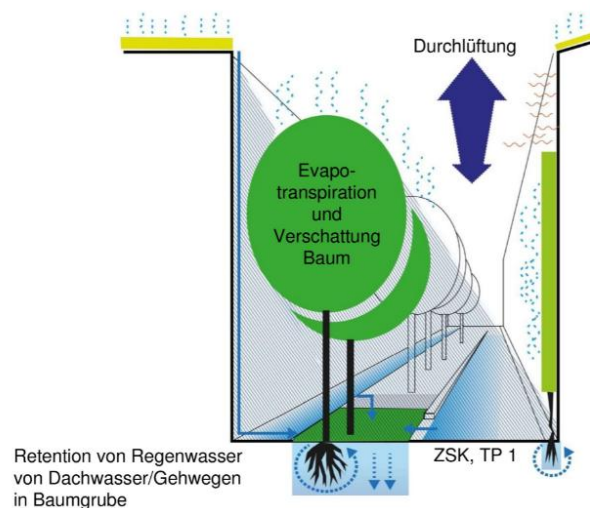 Durchlüftung
Evapo-
transpiration
und
Verschattung
Baum
Retention von Regenwasser
von Dachwasser/Gehwegen
in Baumgrube
ZSK, TP 1